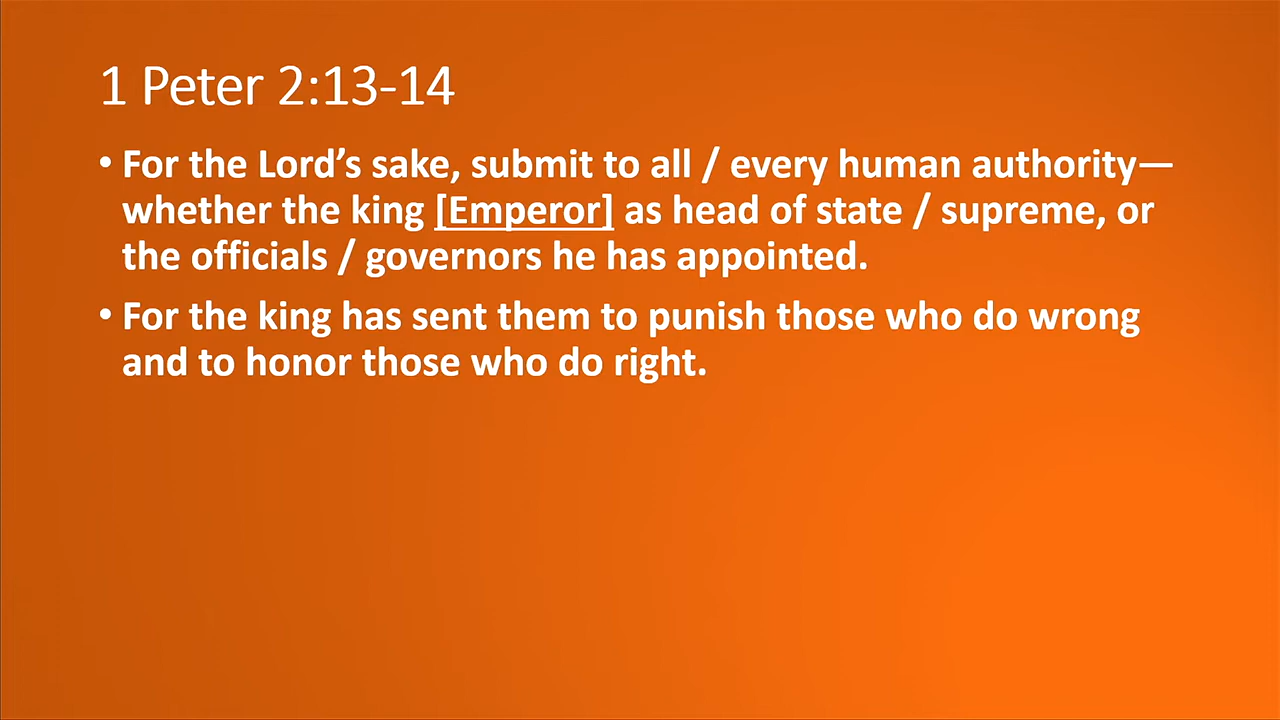 1 Peter 2:13-14
• For the Lord’s sake, submit to all / every human authority—
whether the king [Emperor] as head of state / supreme, or
the officials / governors he has appointed.
• For the king has sent them to punish those who do wrong
and to honor those who do right.